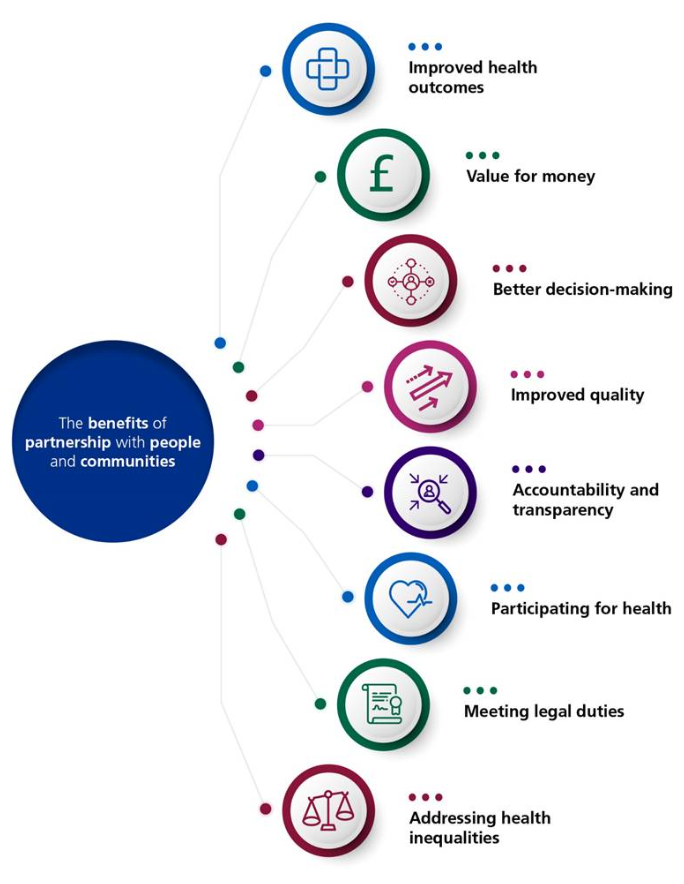 Improved health
outcomes
£
Value for money
Better decision-making
Improved quality
The benefits of
partnership with people
and communities
Accountability and
transparency
Participating for health
Meeting legal duties
Addressing health
inequalities